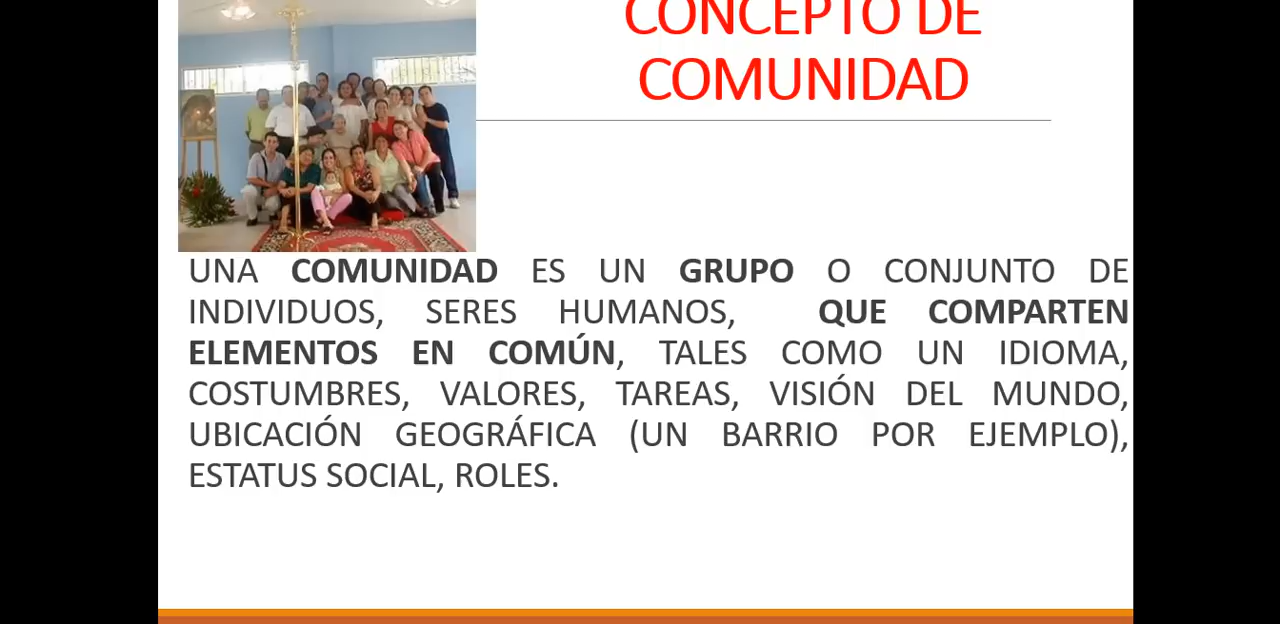 CONCEPTO DE
COMUNIDAD
UNA COMUNIDAD ES UN GRUPO O CONJUNTO DE
INDIVIDUOS, SERES HUMANOS, QUE COMPARTEN
ELEMENTOS EN COMÚN, TALES COMO UN IDIOMA,
COSTUMBRES, VALORES, TAREAS, VISIÓN DEL MUNDO,
UBICACIÓN GEOGRÁFICA (UN BARRIO POR EJEMPLO),
ESTATUS SOCIAL, ROLES.